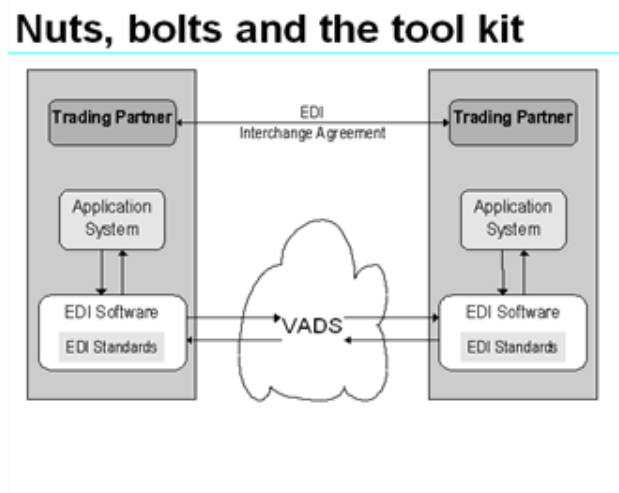 Nuts, bolts and the tool kit
Trading Partner
EDI
Interchange Agreement
Trading Partner
Application
System
Application
System
EDI Software
EDI Standards
VADS
EDI Software
EDI Standards